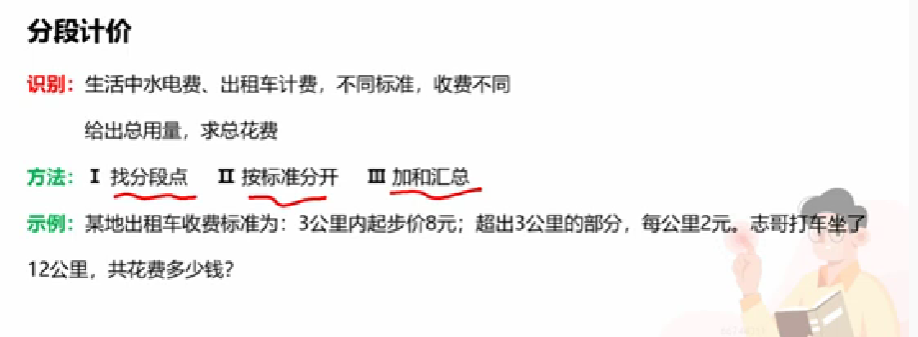 分段计价
识别：生活中水电费、出租车计费，不同标准，收费不同
给出总用量，求总花费
方法：Ⅰ 找分段点 Ⅱ 按标准分开 Ⅲ 加和汇总
示例：某地出租车收费标准为：3公里内起步价8元；超出3公里的部分，每公里2元。志哥打车坐了
12公里，共花费多少钱？